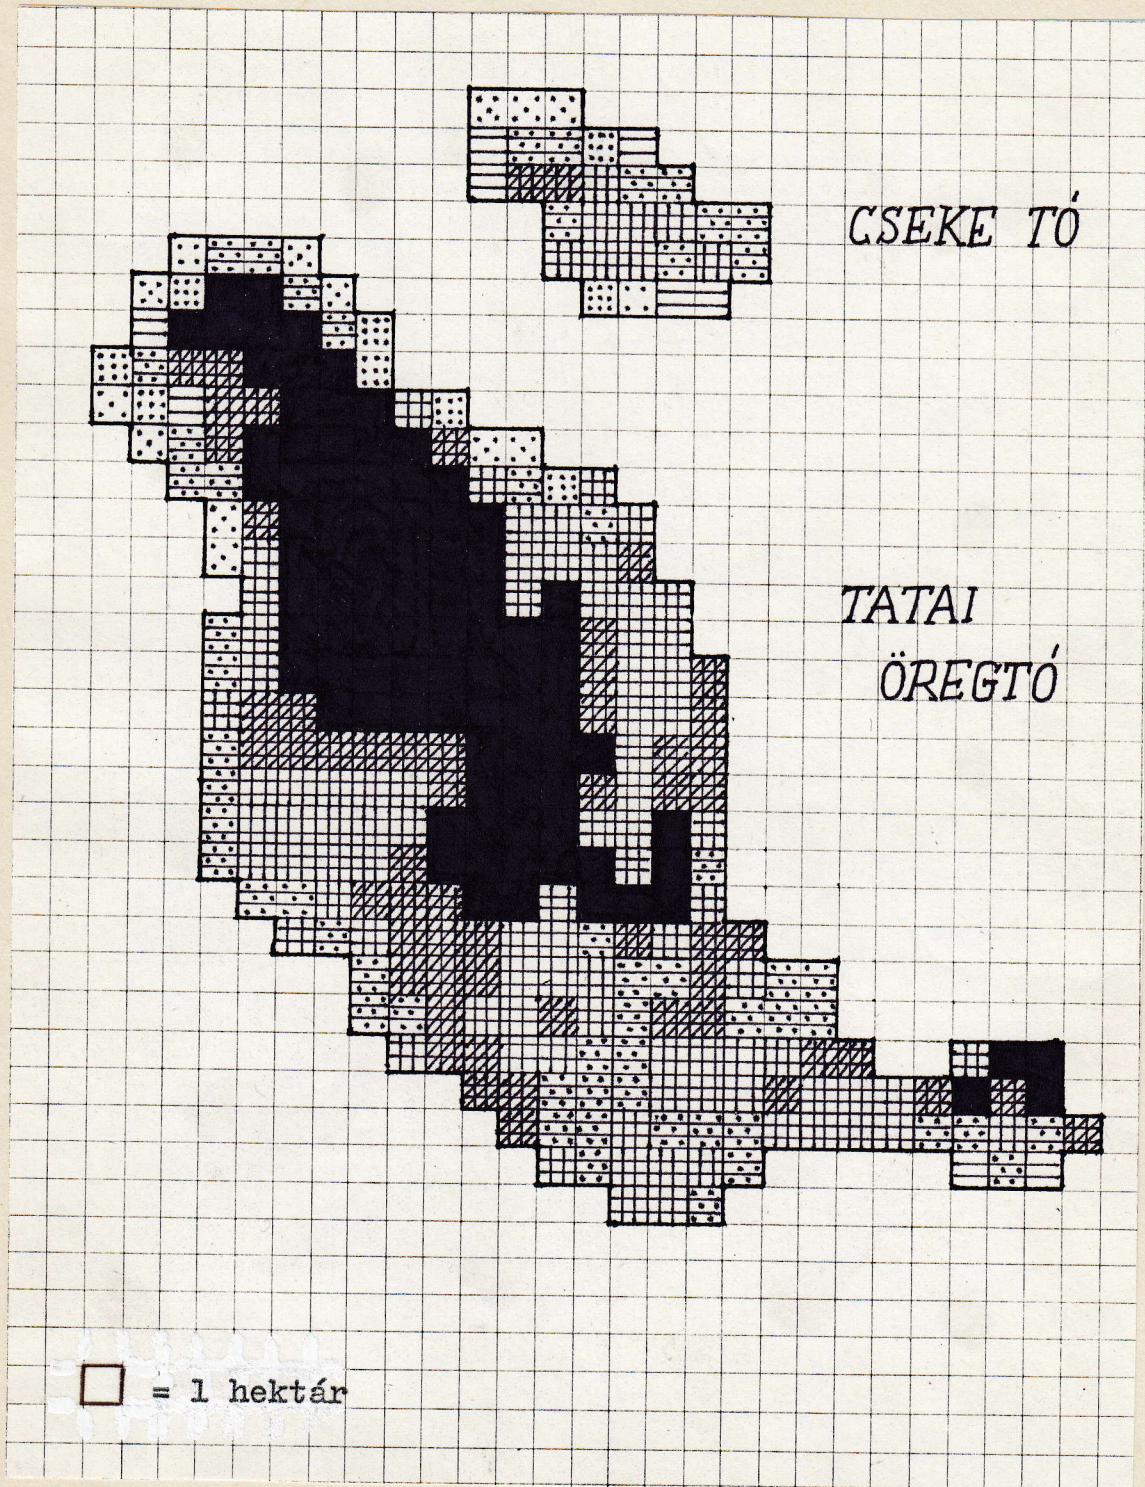 CSEKE TÓ
TATAI
ÖREGTÓ
= 1 hektár